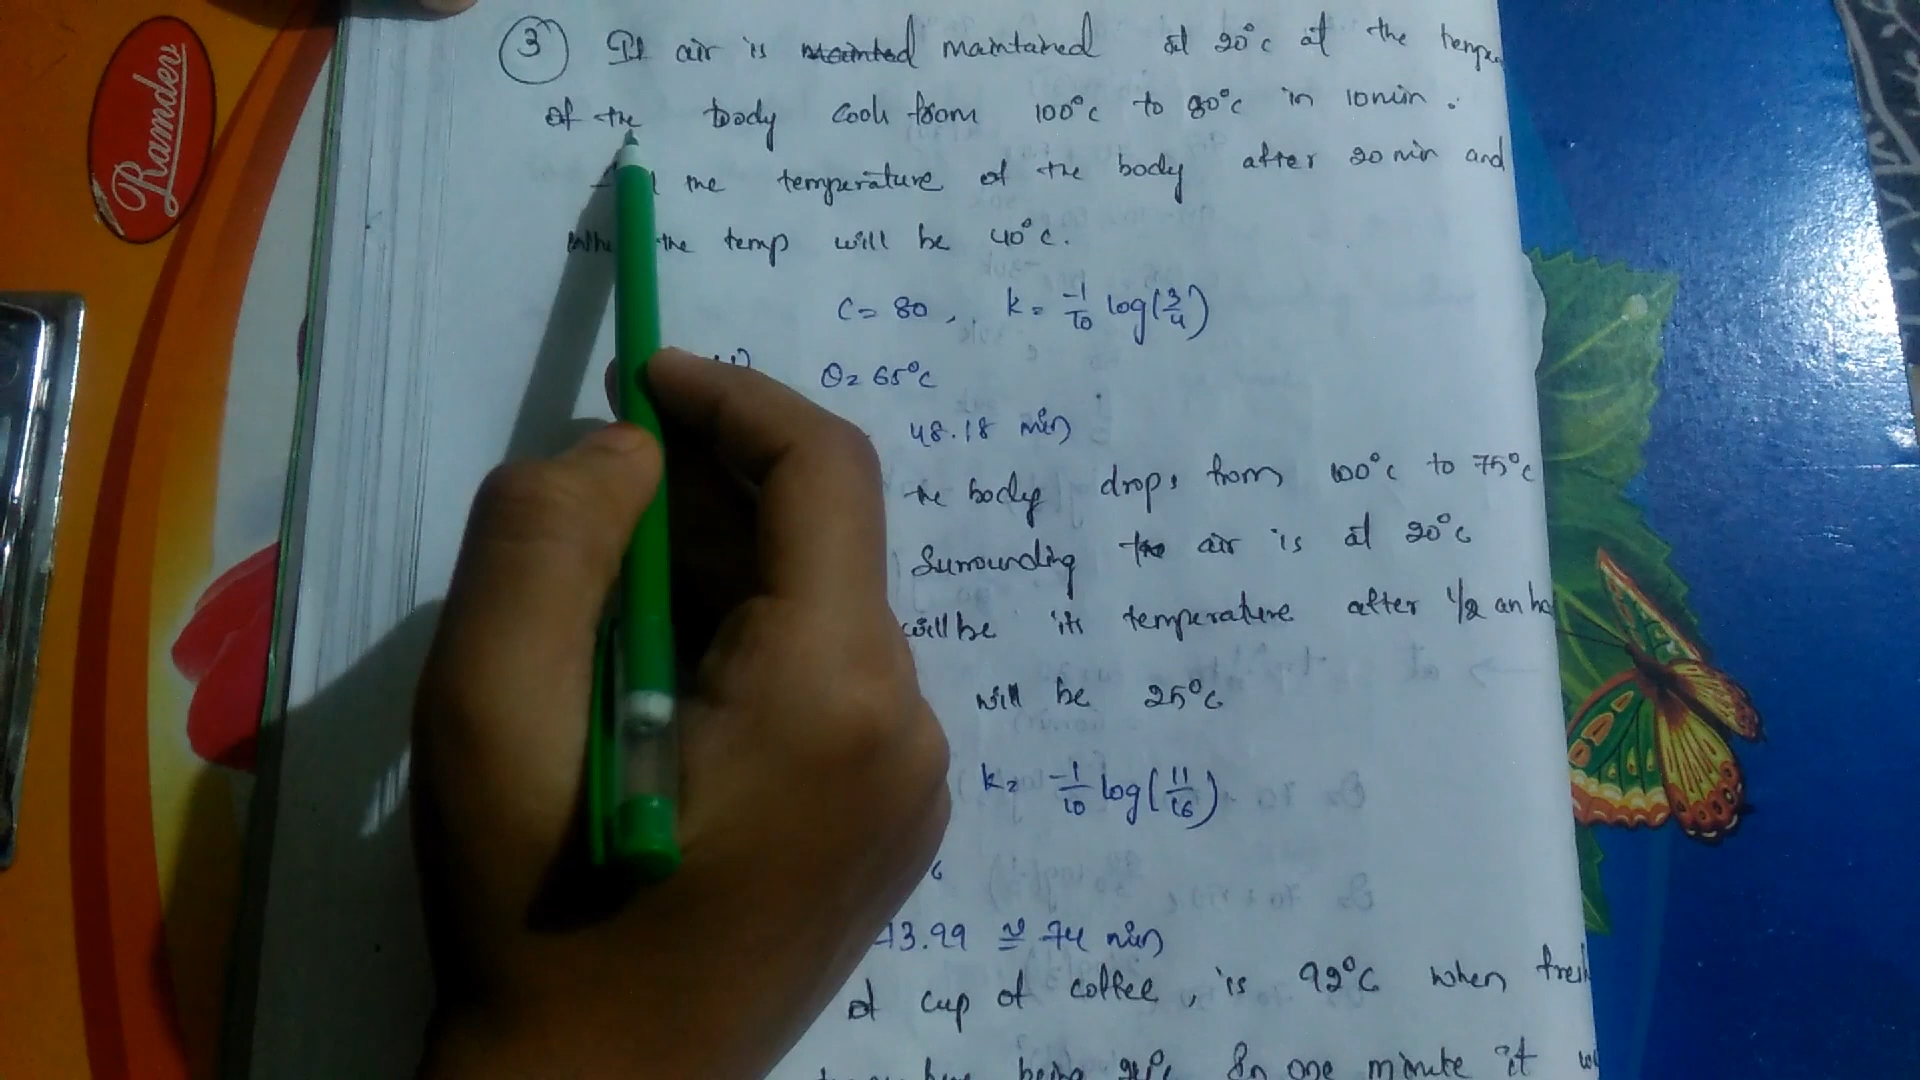 Ramdev
③ If air is mainted maintained at 20°c at the tempe
of the body cools from 100°c to 80°c in 10min.
the temperature of the body after 20 min and
Whe the temp will be 40°c.
C = 80, k = -1/10 log(3/4)
θ = 65°c
48.18 min
the body drops from 100°c to 75°c
Surrounding air is at 20°c
will be its temperature after 1/2 an ho
will be 25°c
k = -1/10 log(11/16)
73.99 ≅ 74 min
of cup of coffee, is 92°c when fresh
being In one minute it